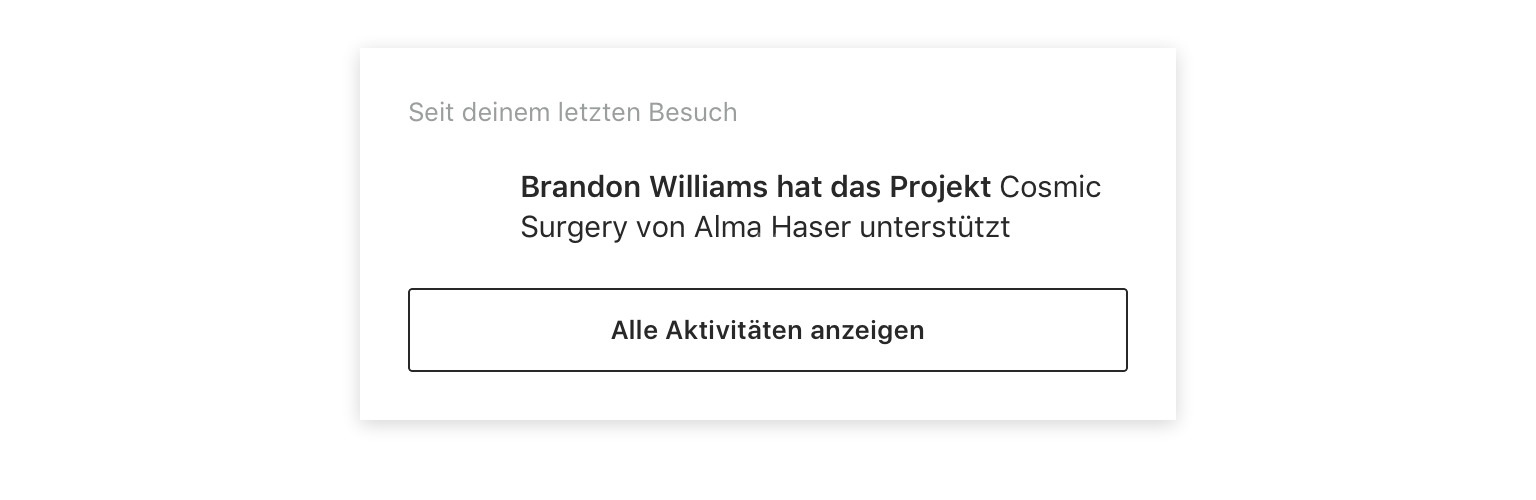 Seit deinem letzten Besuch
Brandon Williams hat das Projekt Cosmic
Surgery von Alma Haser unterstützt
Alle Aktivitäten anzeigen